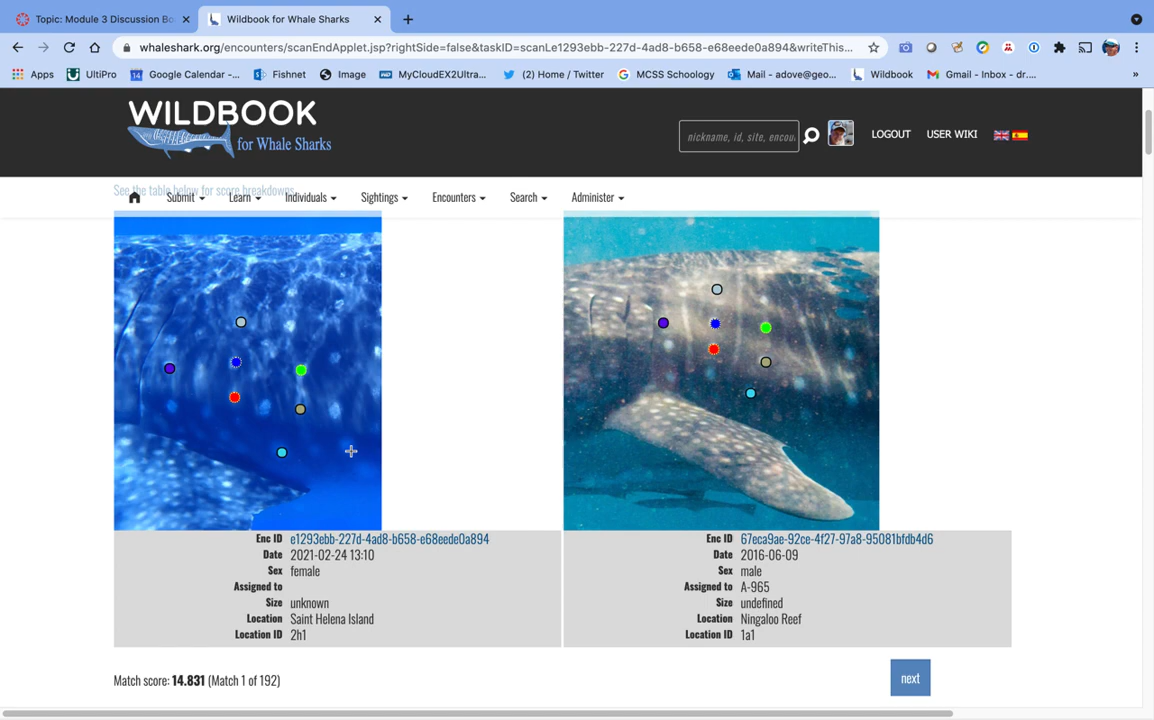 Topic: Module 3 Discussion Bo
Wildbook for Whale Sharks
whaleshark.org/encounters/scanEndApplet.jsp?rightSide=false&taskID=scanLe1293ebb-227d-4ad8-b658-e68eede0a894&writeThis...
Apps UltiPro Google Calendar -... Fishnet Image MyCloudEX2Ultra... (2) Home / Twitter MCSS Schoology Mail - adove@geo... Wildbook Gmail - Inbox - dr....
WILDBOOK
for Whale Sharks
nickname, id, site, encou
LOGOUT USER WIKI
See the table below for score breakdowns.
Submit Learn Individuals Sightings Encounters Search Administer
Enc ID e1293ebb-227d-4ad8-b658-e68eede0a894
Date 2021-02-24 13:10
Sex female
Assigned to
Size unknown
Location Saint Helena Island
Location ID 2h1
Enc ID 67eca9ae-92ce-4f27-97a8-95081bfdb4d6
Date 2016-06-09
Sex male
Assigned to A-965
Size undefined
Location Ningaloo Reef
Location ID 1a1
Match score: 14.831 (Match 1 of 192)
next